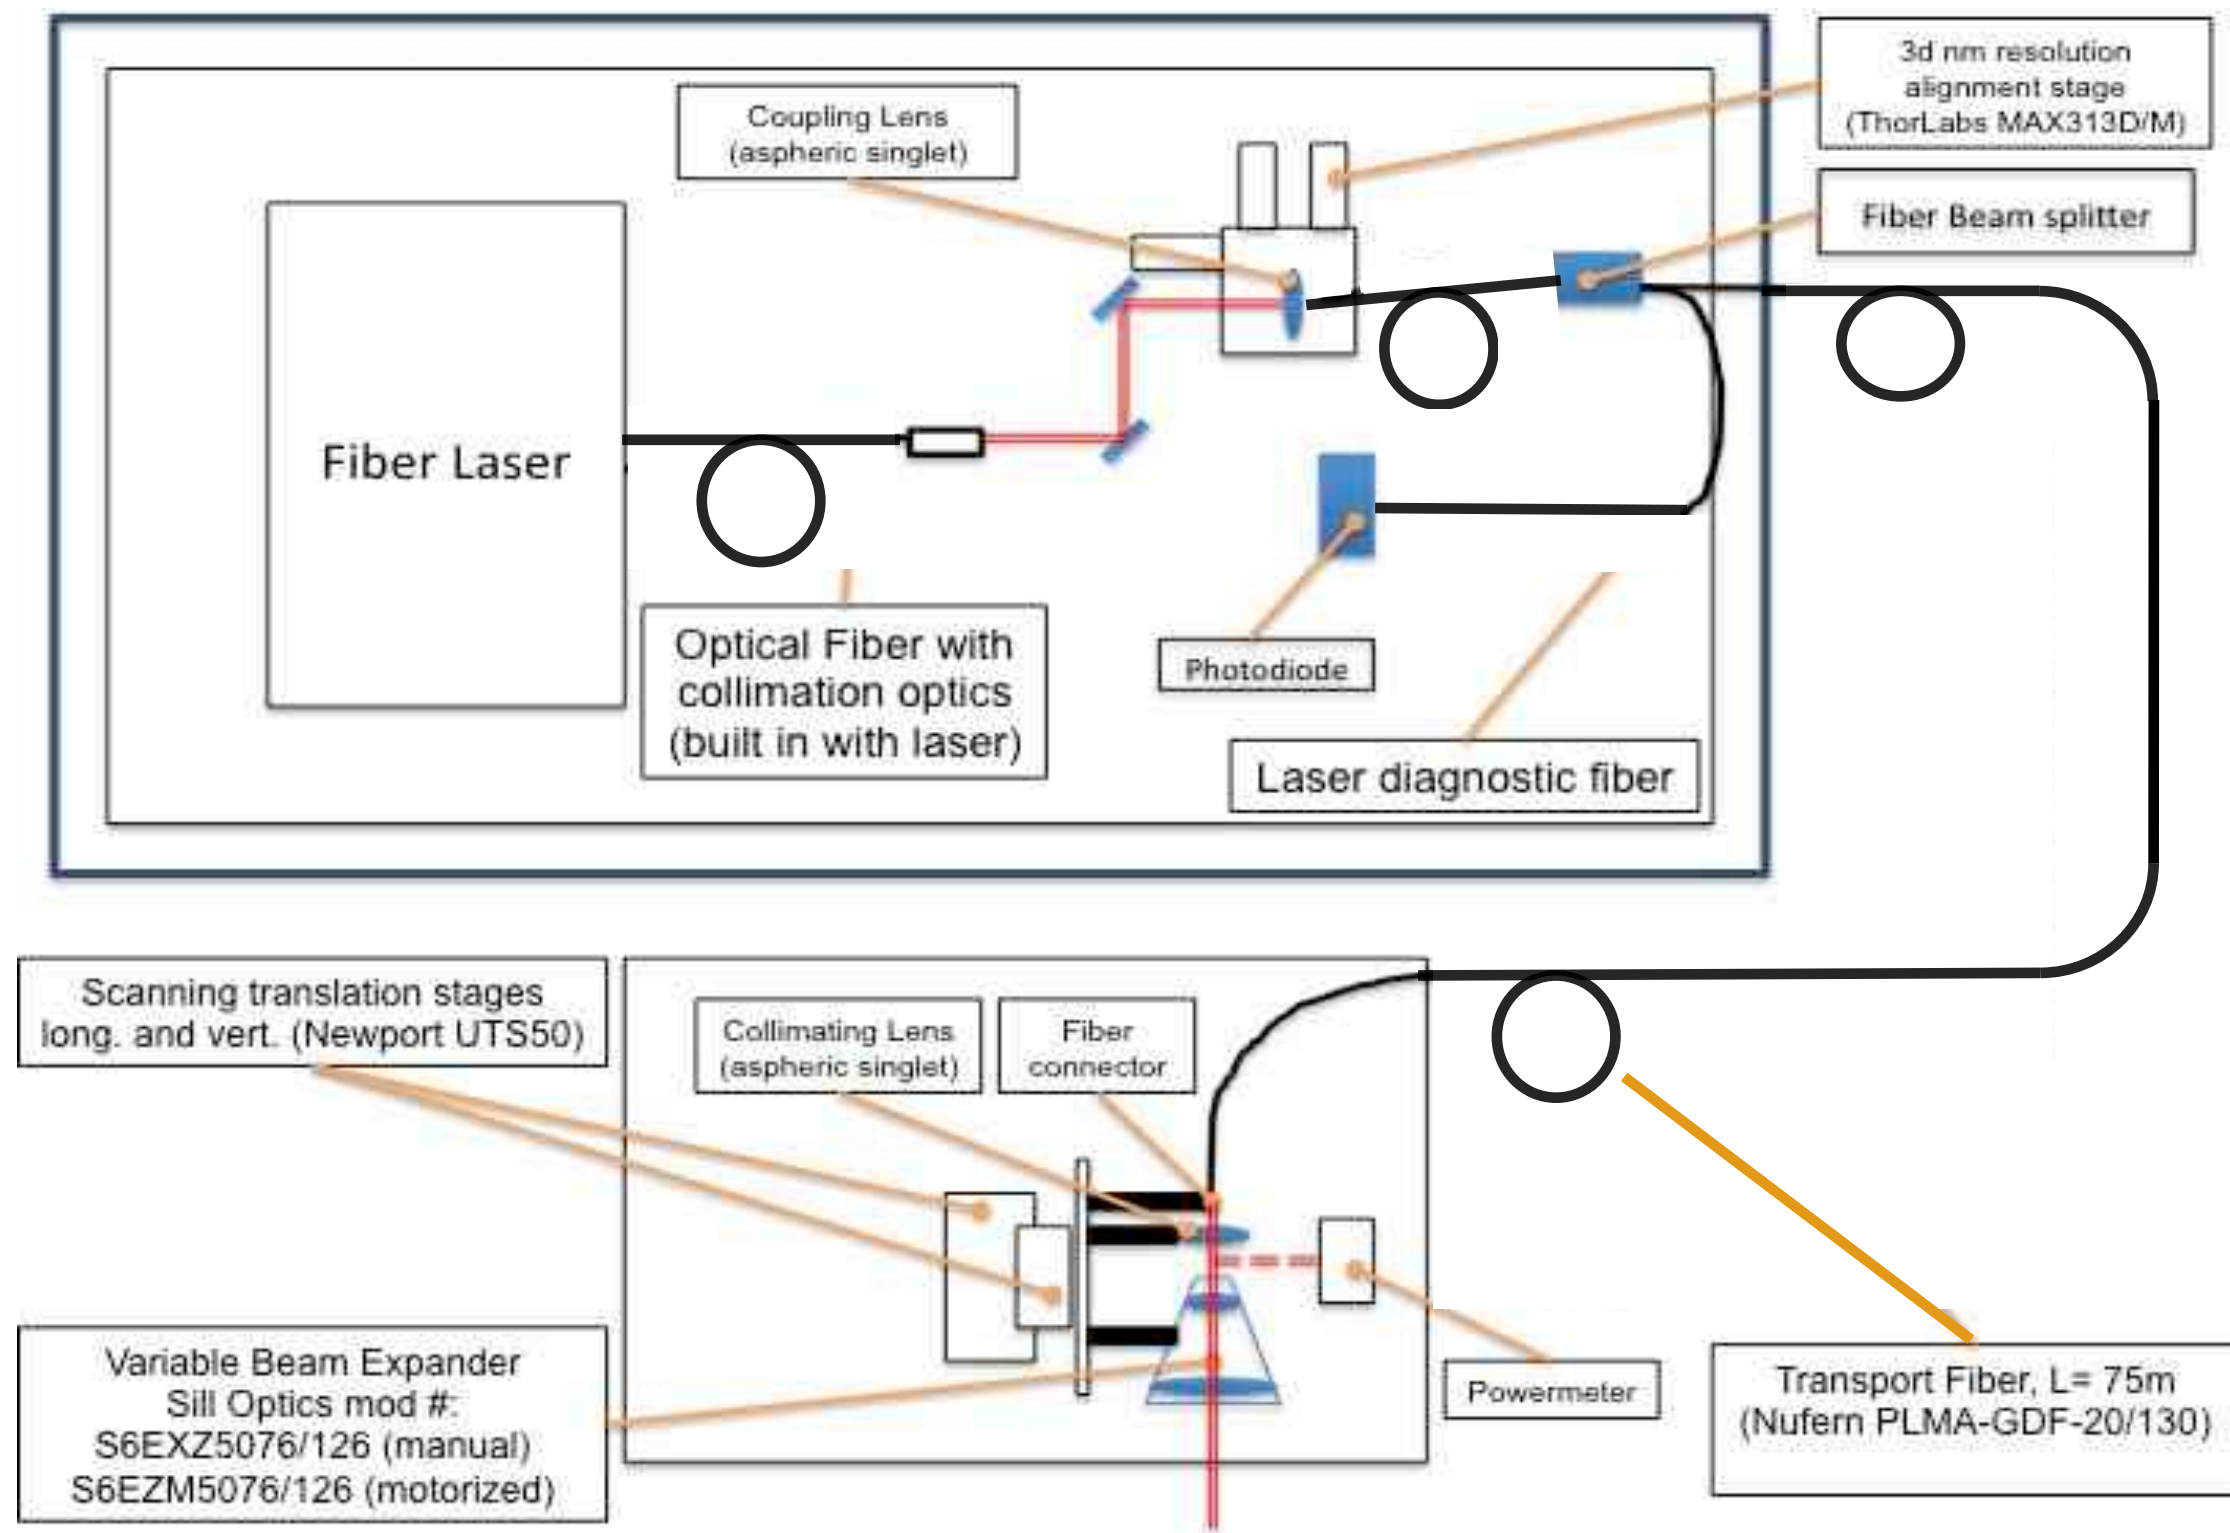 3d nm resolution
alignment stage
(ThorLabs MAX313D/M)
Coupling Lens
(aspheric singlet)
Fiber Beam splitter
Fiber Laser
Optical Fiber with
collimation optics
(built in with laser)
Photodiode
Laser diagnostic fiber
Scanning translation stages
long. and vert. (Newport UTS50)
Collimating Lens
(aspheric singlet)
Fiber
connector
Variable Beam Expander
Sill Optics mod #:
S6EXZ5076/126 (manual)
S6EZM5076/126 (motorized)
Powermeter
Transport Fiber, L= 75m
(Nufern PLMA-GDF-20/130)